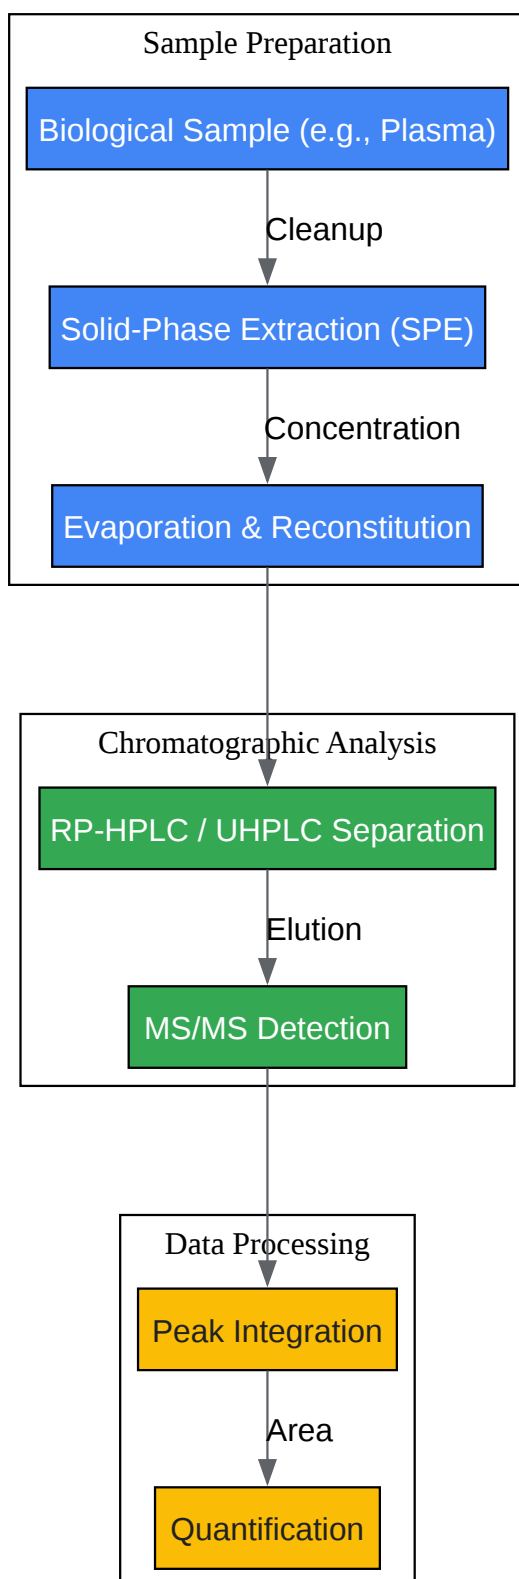 Sample Preparation
Biological Sample (e.g., Plasma)
Cleanup
Solid-Phase Extraction (SPE)
Concentration
Evaporation & Reconstitution
Chromatographic Analysis
RP-HPLC / UHPLC Separation
Elution
MS/MS Detection
Data Processing
Peak Integration
Area
Quantification